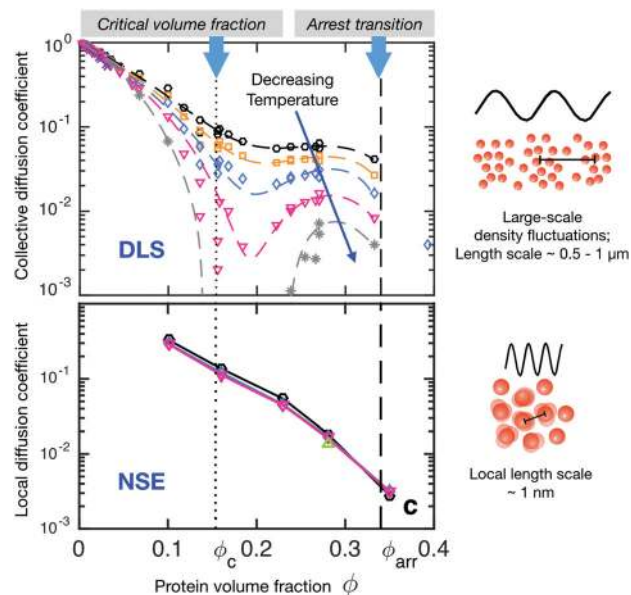 Critical volume fraction
Arrest transition
Collective diffusion coefficient
10^0
10^-1
10^-2
10^-3
Decreasing
Temperature
DLS
Large-scale
density fluctuations;
Length scale ~ 0.5 - 1 μm
Local diffusion coefficient
10^-1
10^-2
10^-3
NSE
c
Local length scale
~ 1 nm
0
0.1
ϕc
0.2
0.3
ϕarr
0.4
Protein volume fraction ϕ